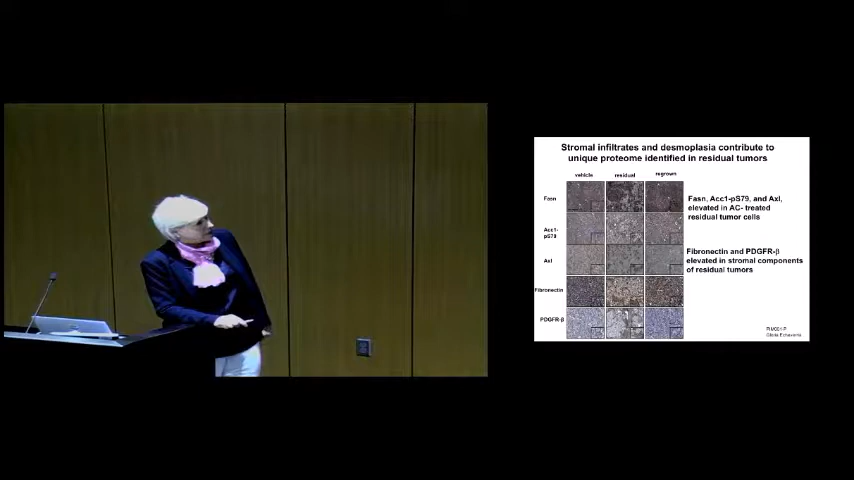 Stromal infiltrates and desmoplasia contribute to
unique proteome identified in residual tumors
vehicle residual regrown
Fasn
Acc1-
pS79
Axl
Fibronectin
PDGFR-β
Fasn, Acc1-pS79, and Axl,
elevated in AC- treated
residual tumor cells
Fibronectin and PDGFR-β
elevated in stromal components
of residual tumors
Gloria Echeverria